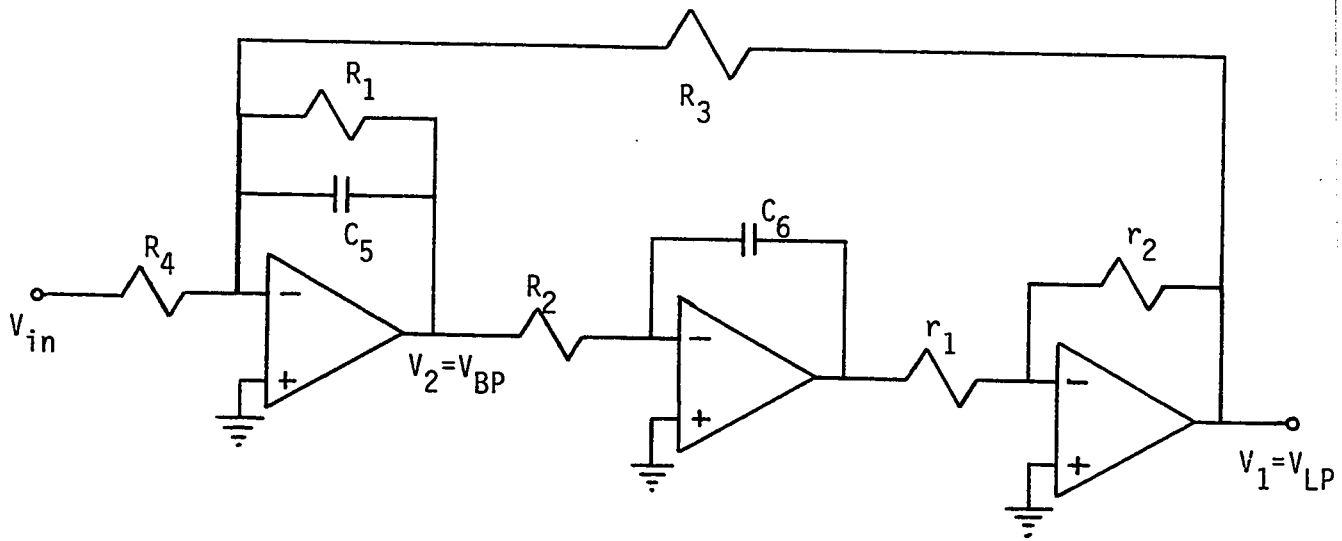 R1
R3
C5
C6
R4
r2
R2
r1
Vin
V2=VBP
V1=VLP
−
+
−
+
−
+